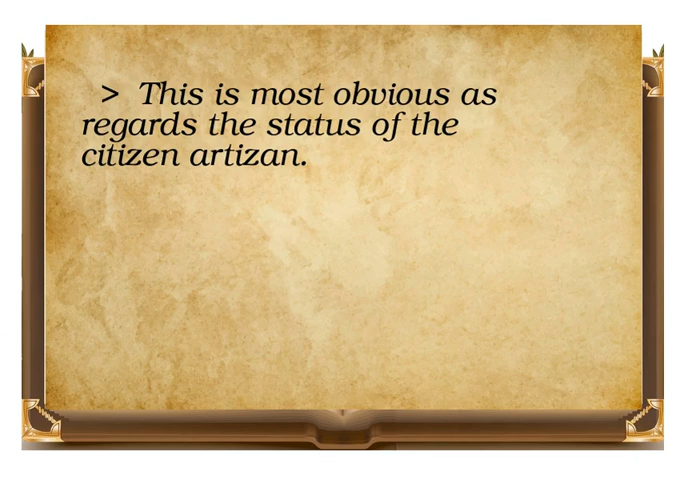 > This is most obvious as
regards the status of the
citizen artizan.